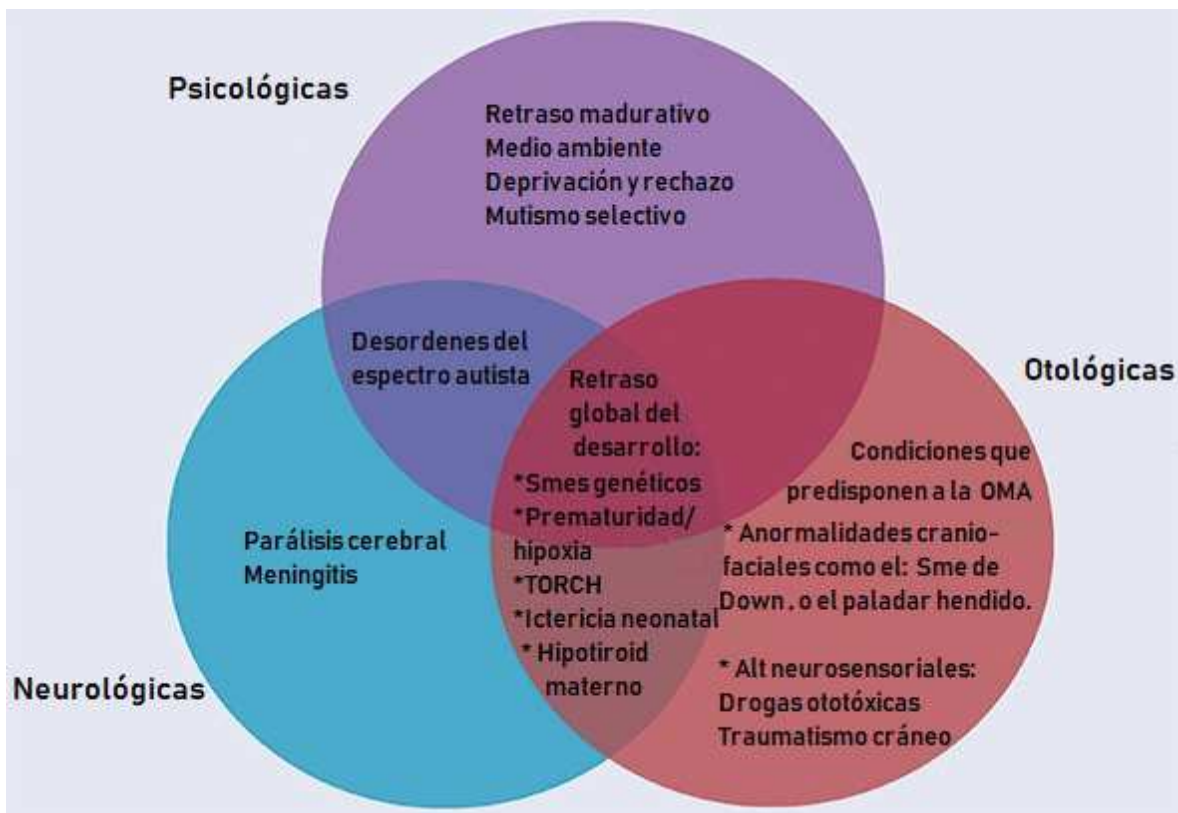 Psicológicas
Retraso madurativo
Medio ambiente
Deprivación y rechazo
Mutismo selectivo
Desordenes del
espectro autista
Retraso
global del
desarrollo:
*Smes genéticos
*Prematuridad/
hipoxia
*TORCH
*Ictericia neonatal
* Hipotiroid
materno
Otológicas
Condiciones que
predisponen a la OMA
* Anormalidades cranio-
faciales como el: Sme de
Down , o el paladar hendido.
* Alt neurosensoriales:
Drogas ototóxicas
Traumatismo cráneo
Parálisis cerebral
Meningitis
Neurológicas